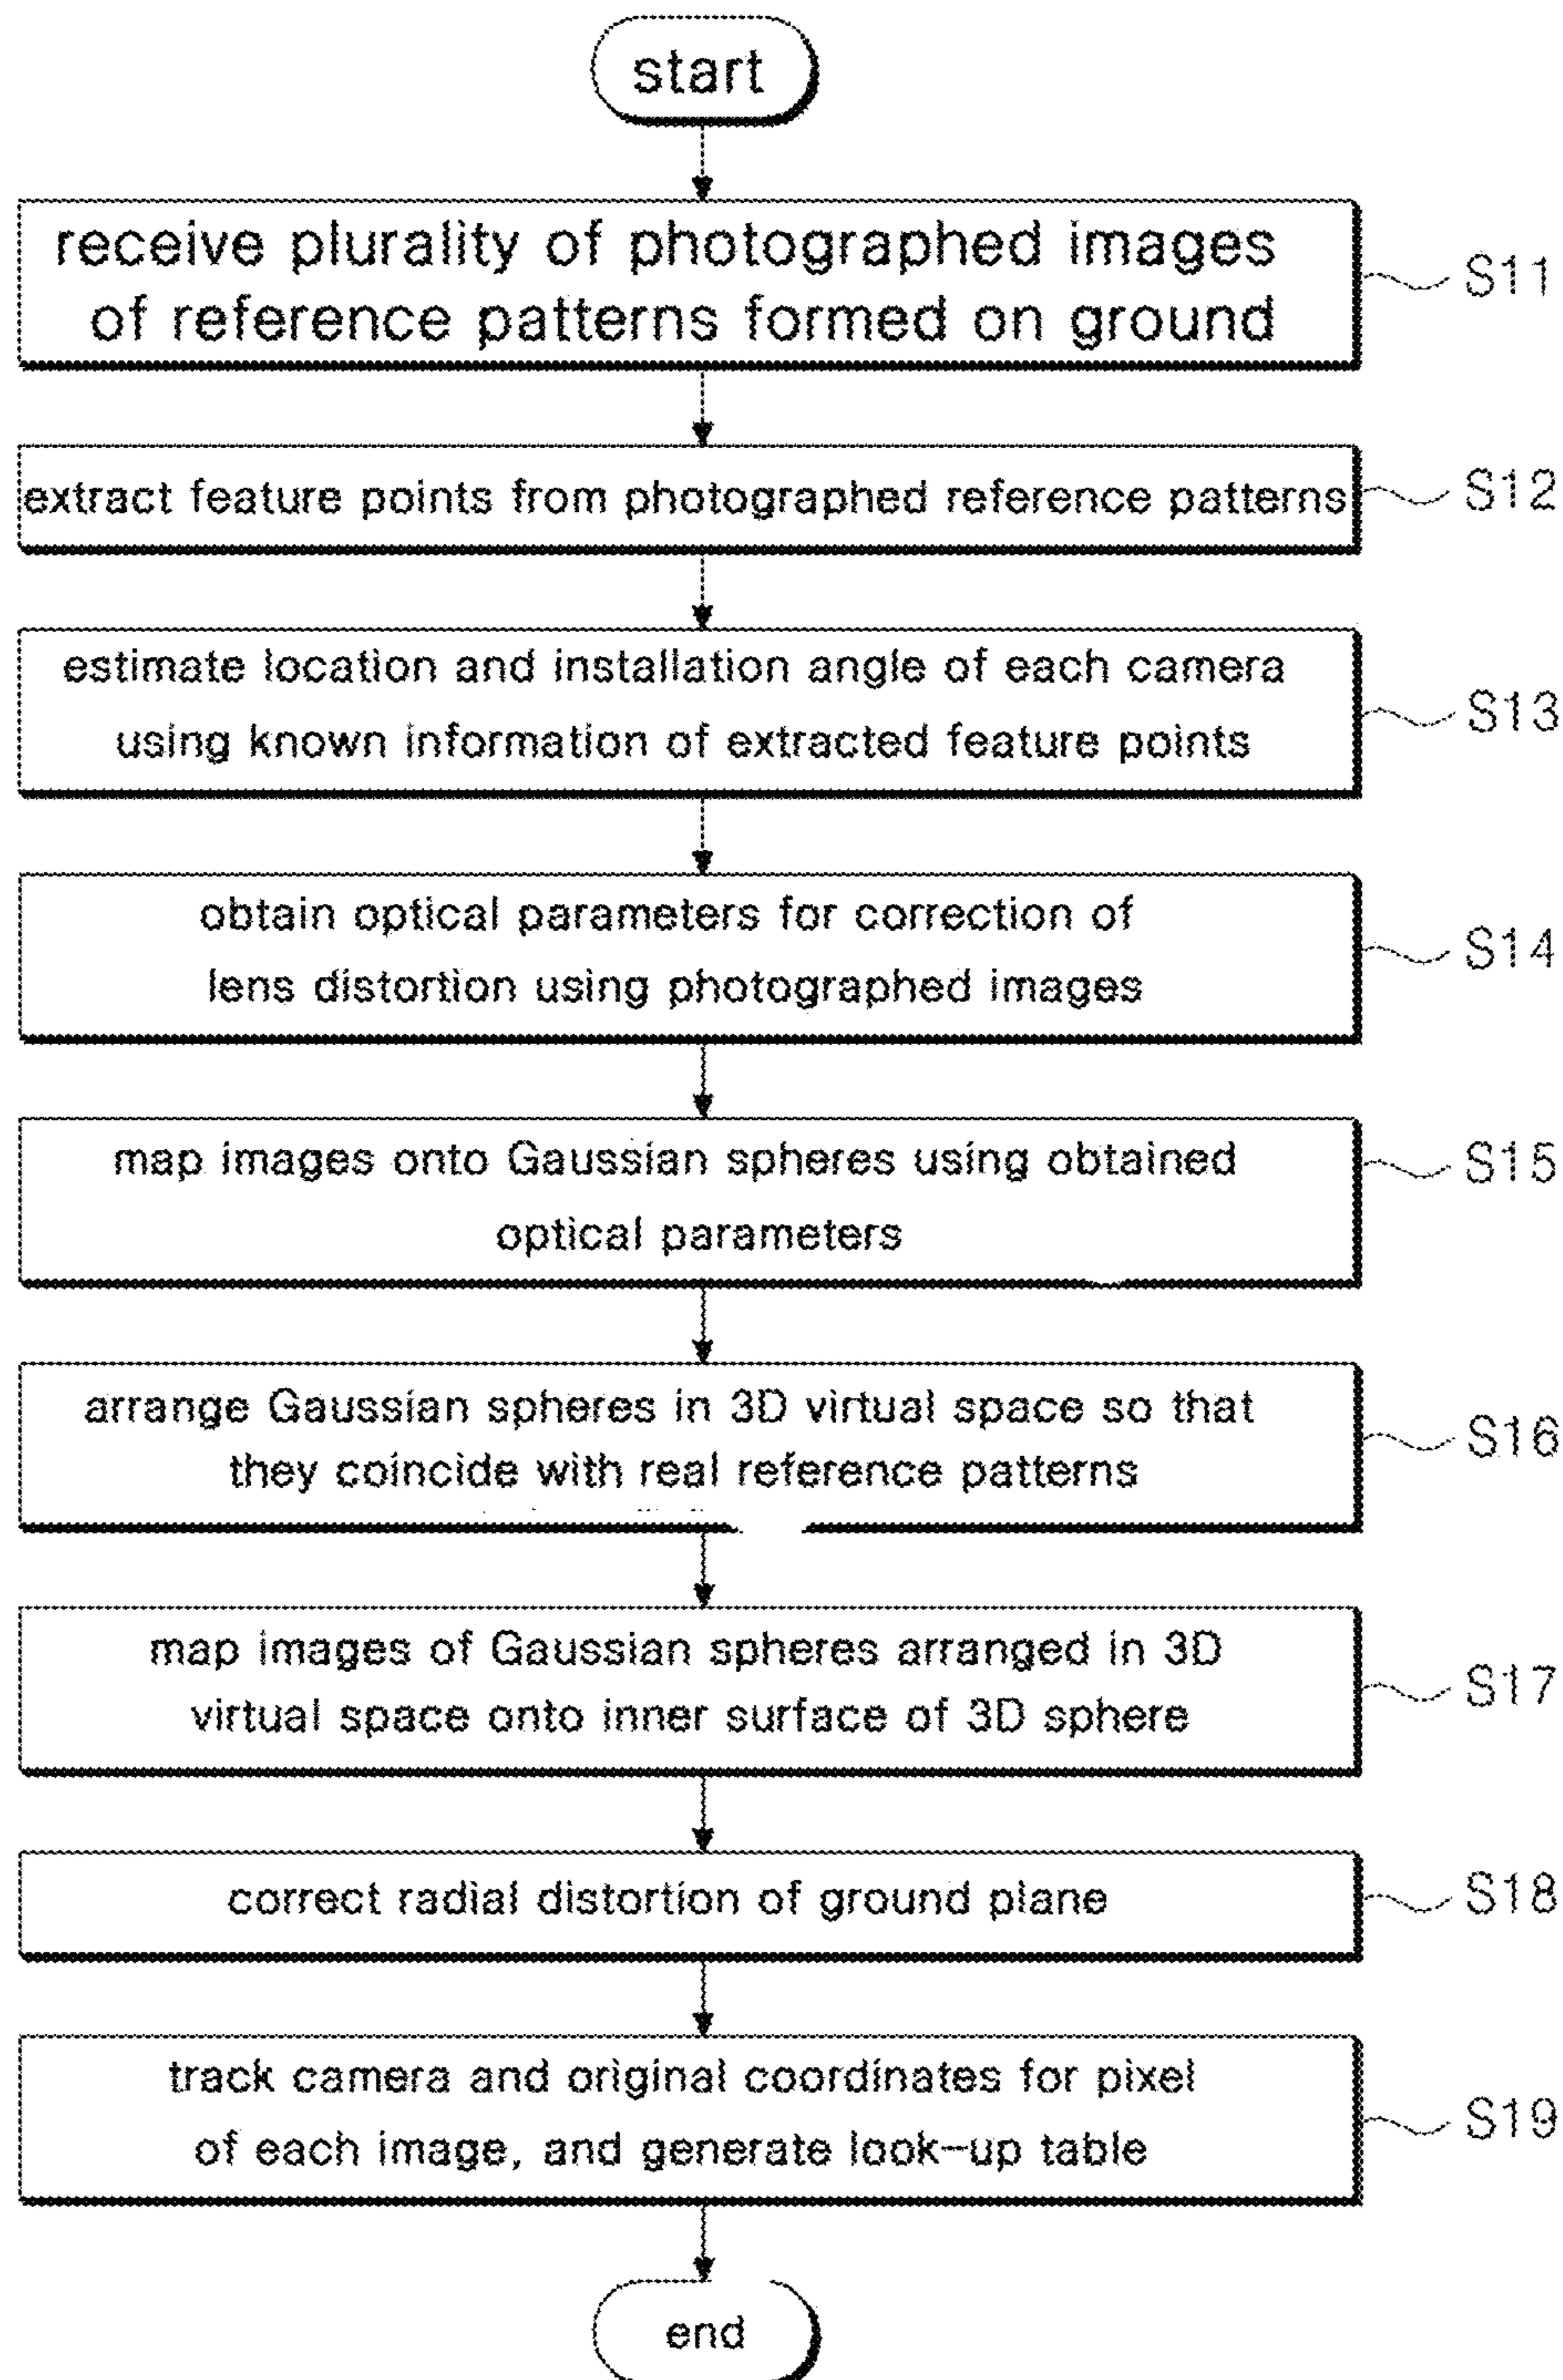 start
receive plurality of photographed images
of reference patterns formed on ground
S11
extract feature points from photographed reference patterns
S12
estimate location and installation angle of each camera
using known information of extracted feature points
S13
obtain optical parameters for correction of
lens distortion using photographed images
S14
map images onto Gaussian spheres using obtained
optical parameters
S15
arrange Gaussian spheres in 3D virtual space so that
they coincide with real reference patterns
S16
map images of Gaussian spheres arranged in 3D
virtual space onto inner surface of 3D sphere
S17
correct radial distortion of ground plane
S18
track camera and original coordinates for pixel
of each image, and generate look-up table
S19
end